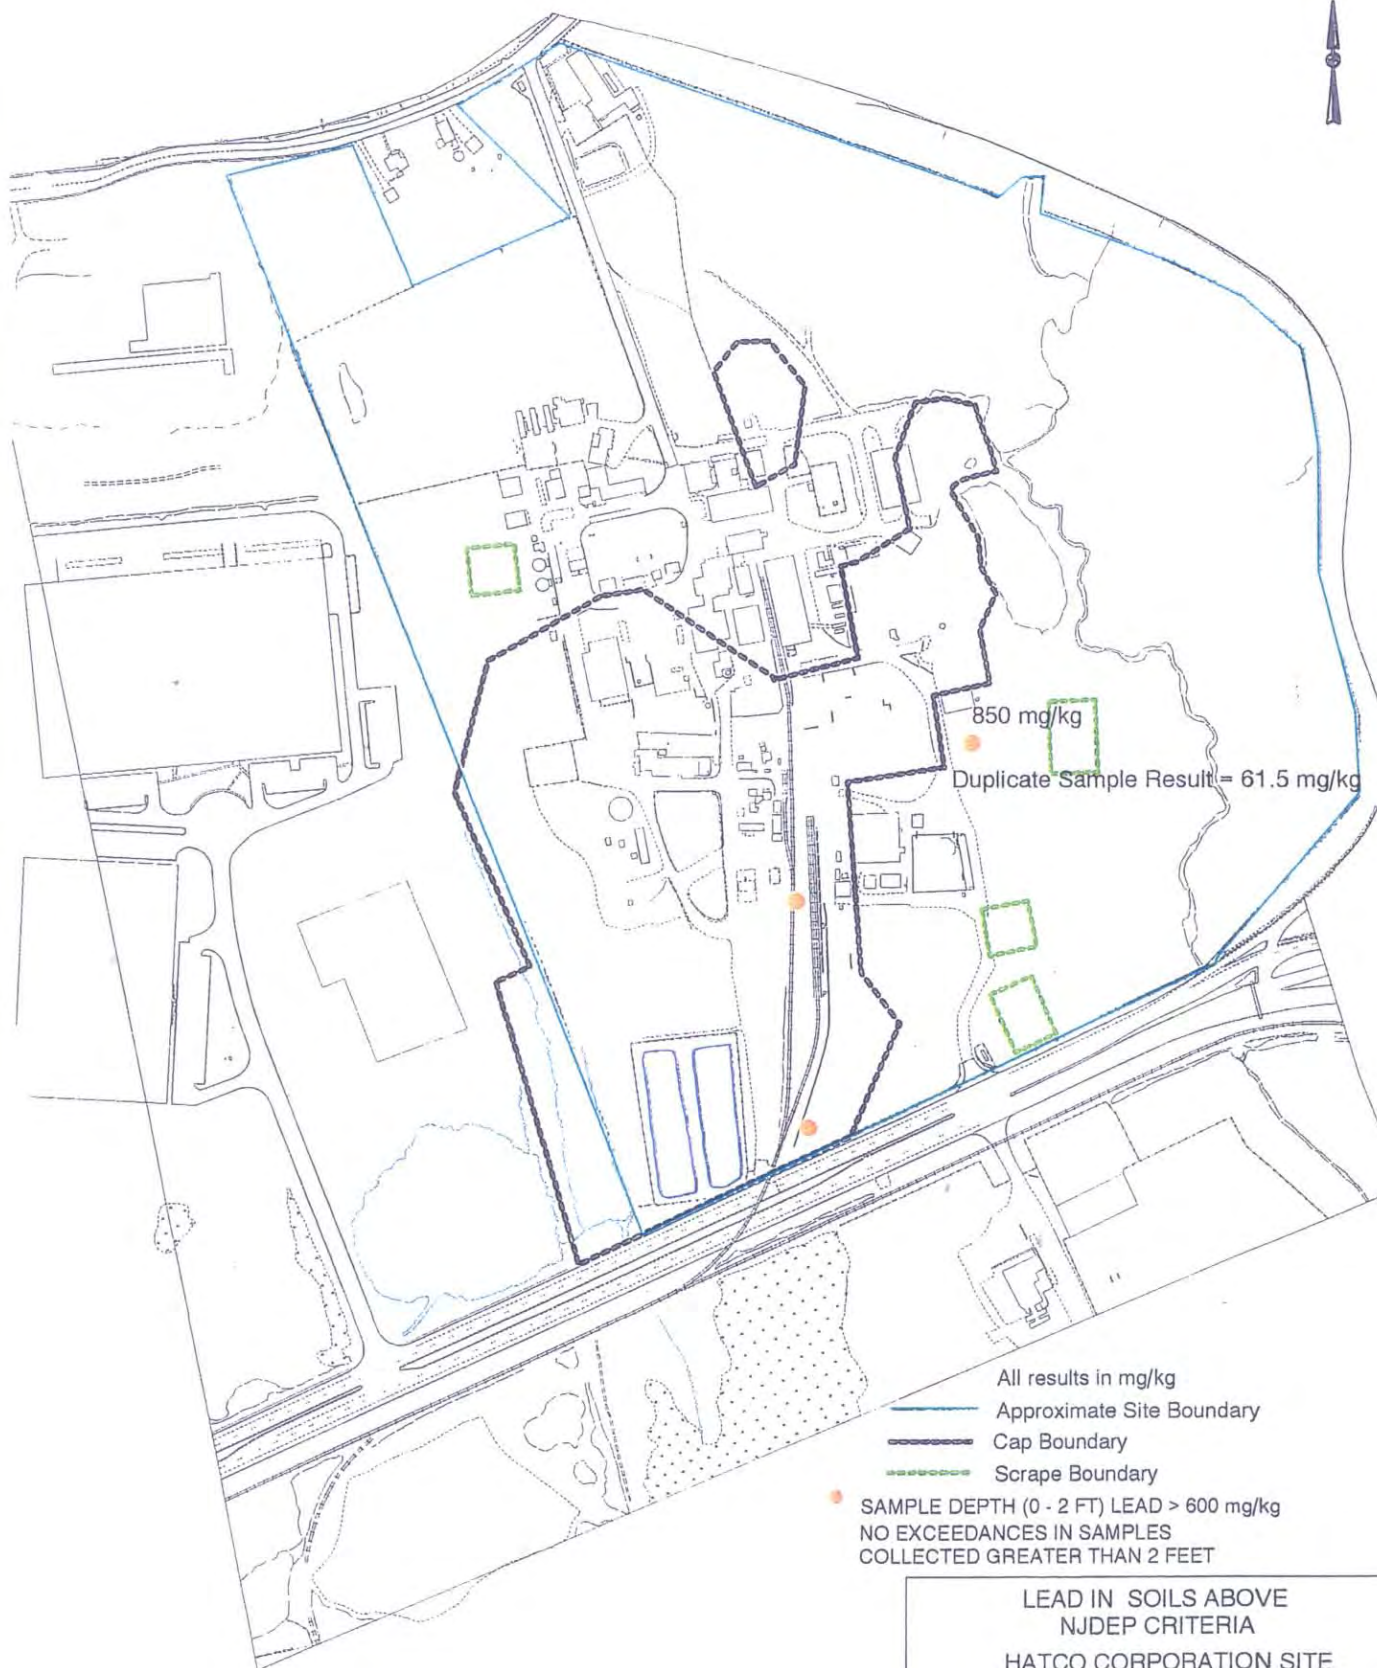 850 mg/kg
Duplicate Sample Result = 61.5 mg/kg
All results in mg/kg
Approximate Site Boundary
Cap Boundary
Scrape Boundary
SAMPLE DEPTH (0 - 2 FT) LEAD > 600 mg/kg
NO EXCEEDANCES IN SAMPLES
COLLECTED GREATER THAN 2 FEET
LEAD IN SOILS ABOVE
NJDEP CRITERIA
HATCO CORPORATION SITE